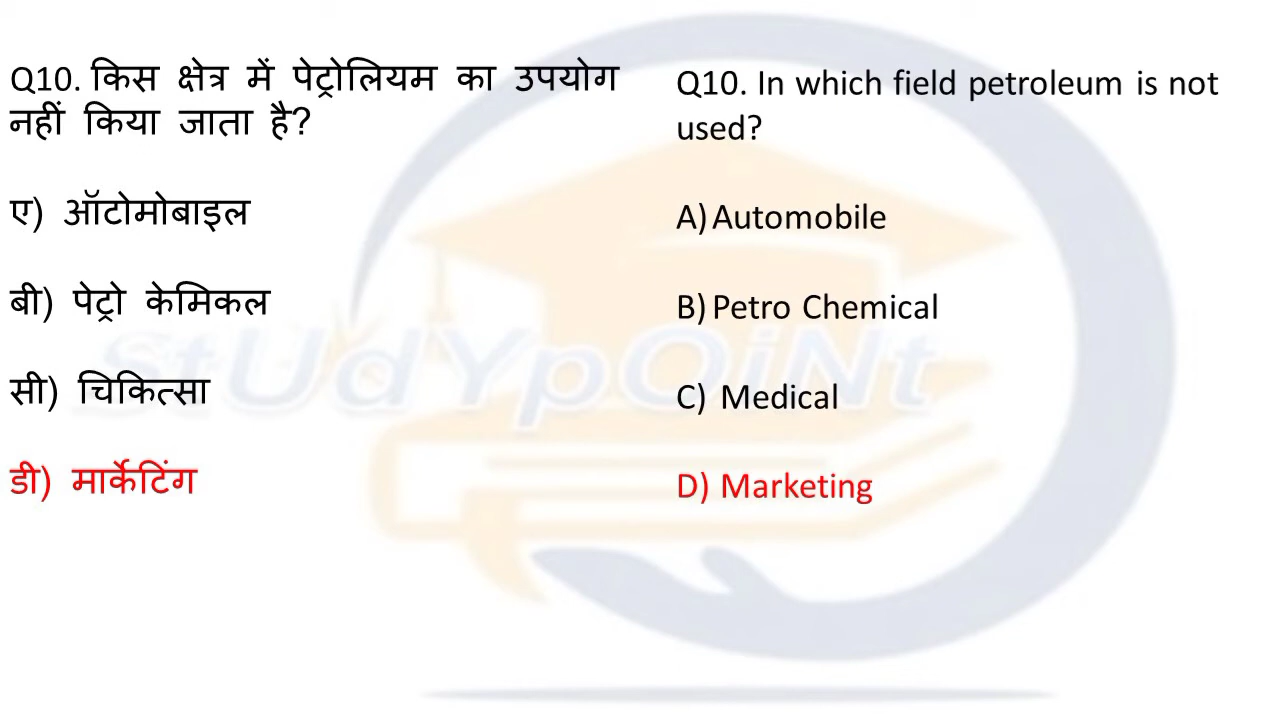 Q10. किस क्षेत्र में पेट्रोलियम का उपयोग
नहीं किया जाता है?
ए) ऑटोमोबाइल
बी) पेट्रो केमिकल
सी) चिकित्सा
डी) मार्केटिंग
Q10. In which field petroleum is not
used?
A) Automobile
B) Petro Chemical
C) Medical
D) Marketing
StUdYpOiNt